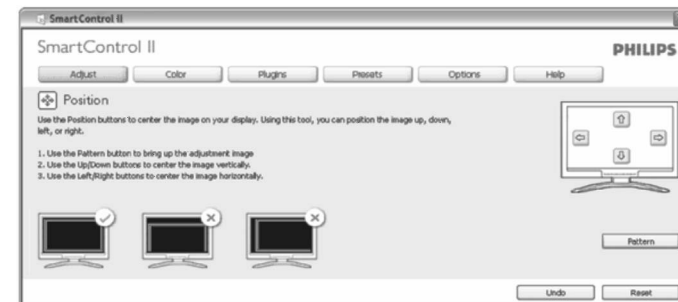 SmartControl II
SmartControl II
PHILIPS
Adjust Color Plugins Presets Options Help
Position
Use the Position buttons to center the image on your display. Using this tool, you can position the image up, down,
left, or right.
1. Use the Pattern button to bring up the adjustment image
2. Use the Up/Down buttons to center the image vertically.
3. Use the Left/Right buttons to center the image horizontally.
Pattern
Undo Reset